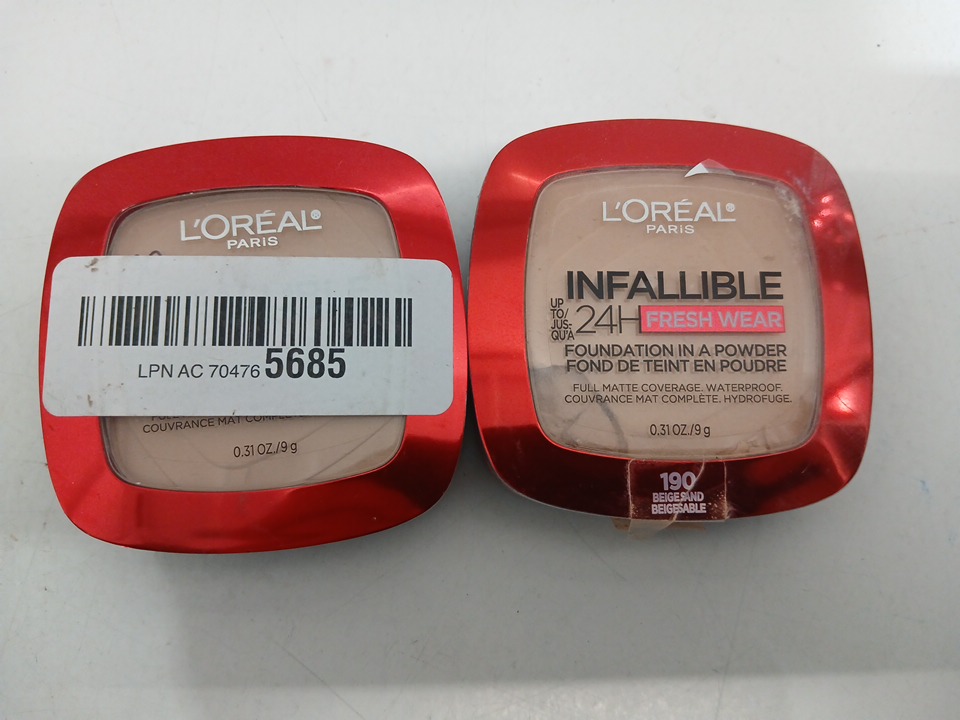 L'ORÉAL®
PARIS
LPN AC 70476 5685
COUVRANCE MAT COMPLÈTE
0.31 OZ./9 g
L'ORÉAL®
PARIS
INFALLIBLE
UP
TO/
JUS-
QU'A
24H FRESH WEAR
FOUNDATION IN A POWDER
FOND DE TEINT EN POUDRE
FULL MATTE COVERAGE. WATERPROOF.
COUVRANCE MAT COMPLÈTE. HYDROFUGE.
0.31 OZ./9 g
190
BEIGE SAND
BEIGE SABLE